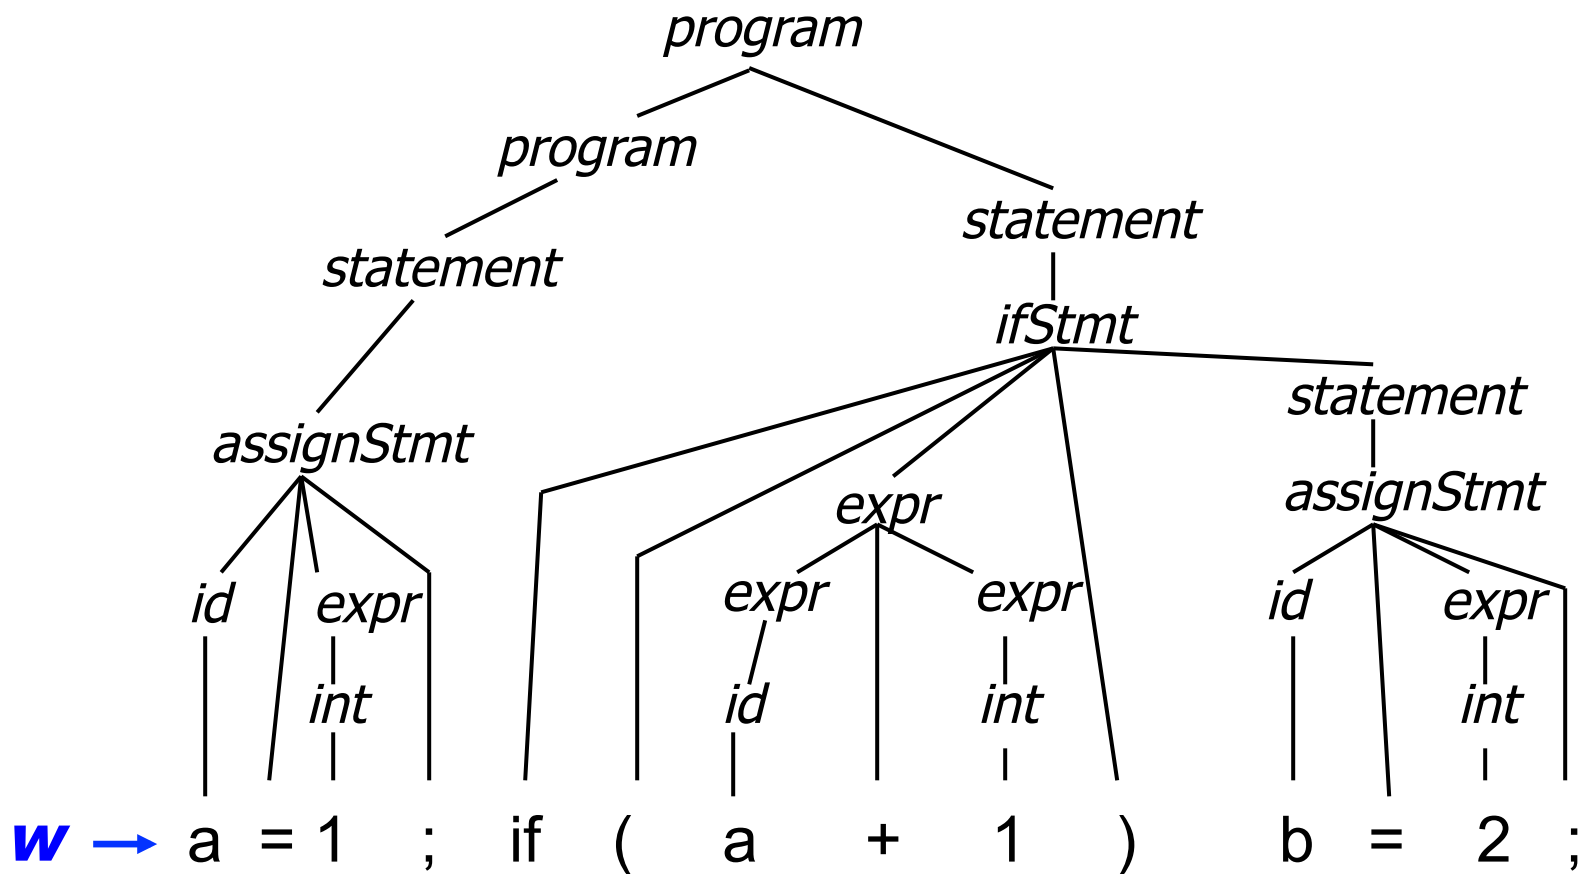 program
program
statement
statement
ifStmt
statement
assignStmt
assignStmt
expr
id expr expr expr id expr
int id int int
w → a = 1 ; if ( a + 1 ) b = 2 ;